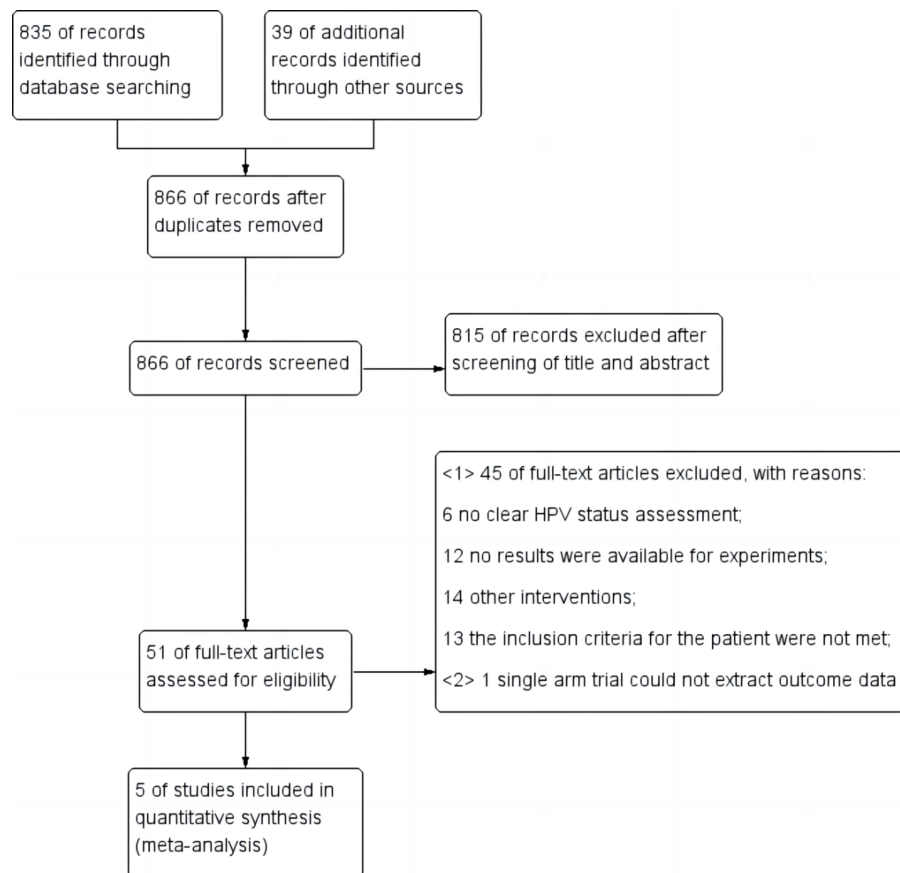 835 of records
identified through
database searching
39 of additional
records identified
through other sources
866 of records after
duplicates removed
866 of records screened
815 of records excluded after
screening of title and abstract
<1> 45 of full-text articles excluded, with reasons:
6 no clear HPV status assessment;
12 no results were available for experiments;
14 other interventions;
13 the inclusion criteria for the patient were not met;
<2> 1 single arm trial could not extract outcome data
51 of full-text articles
assessed for eligibility
5 of studies included in
quantitative synthesis
(meta-analysis)